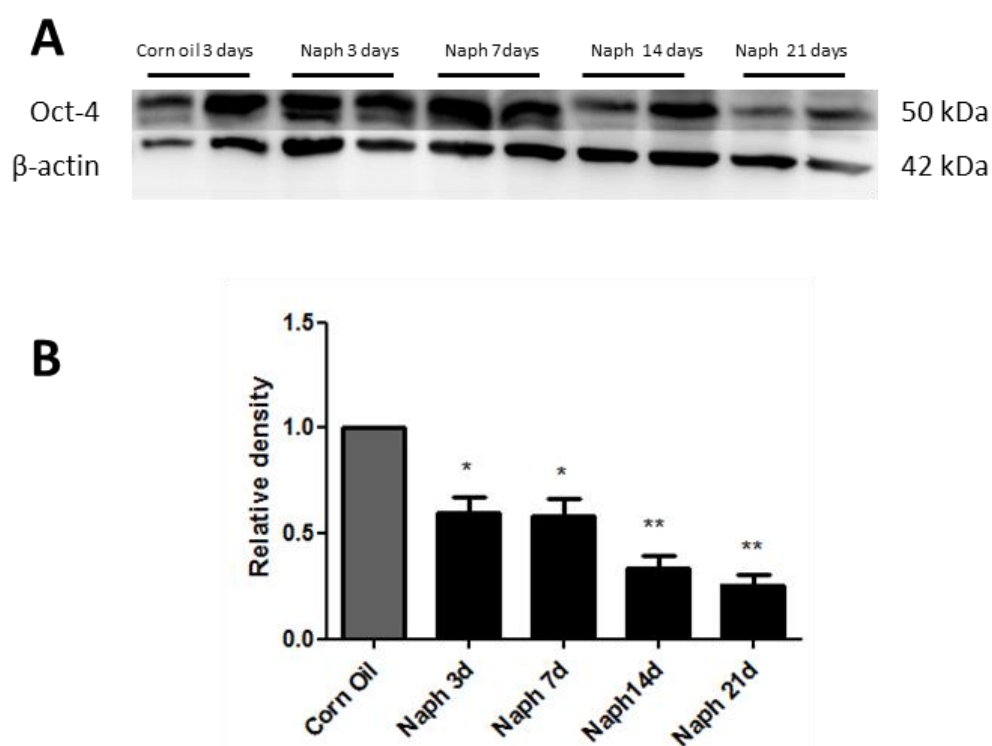 A
Corn oil 3 days Naph 3 days Naph 7days Naph 14 days Naph 21 days
Oct-4 50 kDa
β-actin 42 kDa
B
Relative density
1.5
1.0
0.5
0.0
* * ** **
Corn Oil Naph 3d Naph 7d Naph14d Naph 21d